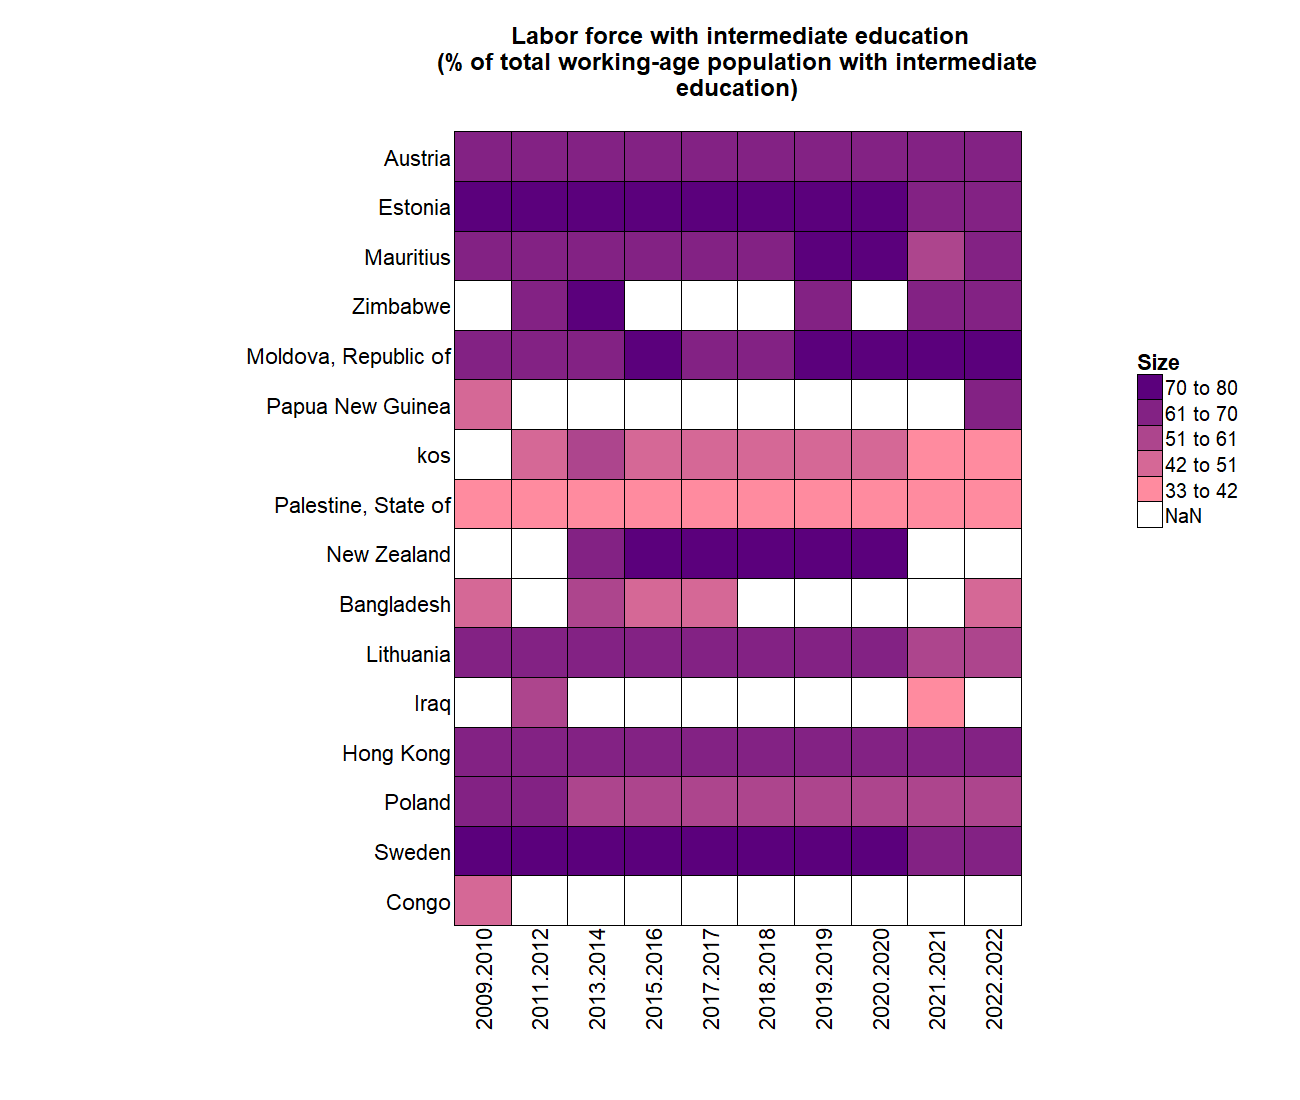 Labor force with intermediate education
(% of total working-age population with intermediate
education)
Austria
Estonia
Mauritius
Zimbabwe
Moldova, Republic of
Papua New Guinea
kos
Palestine, State of
New Zealand
Bangladesh
Lithuania
Iraq
Hong Kong
Poland
Sweden
Congo
2009.2010
2011.2012
2013.2014
2015.2016
2017.2017
2018.2018
2019.2019
2020.2020
2021.2021
2022.2022
Size
70 to 80
61 to 70
51 to 61
42 to 51
33 to 42
NaN